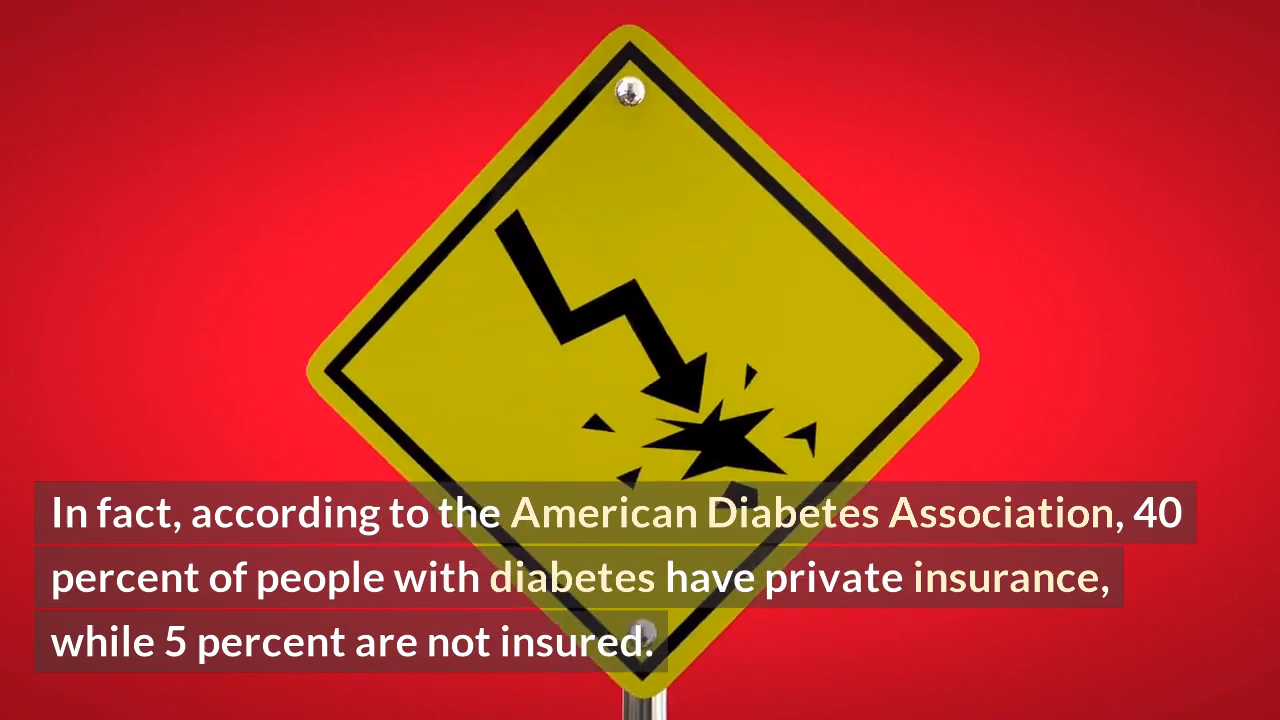 In fact, according to the American Diabetes Association, 40
percent of people with diabetes have private insurance,
while 5 percent are not insured.